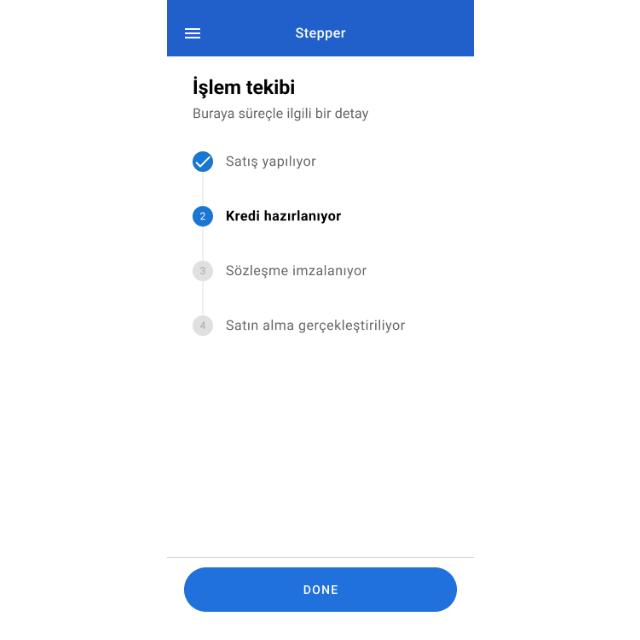 Stepper
İşlem tekibi
Buraya süreçle ilgili bir detay
Satış yapılıyor
2 Kredi hazırlanıyor
3 Sözleşme imzalanıyor
4 Satın alma gerçekleştiriliyor
DONE